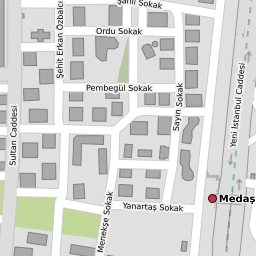 Şanlı Sokak
Ordu Sokak
Şehit Erkan Özbalcı
Pembegül Sokak
Sayın Sokak
Yeni İstanbul Caddesi
Sultan Caddesi
Medaş
Yanartaş Sokak
Menekşe Sokak